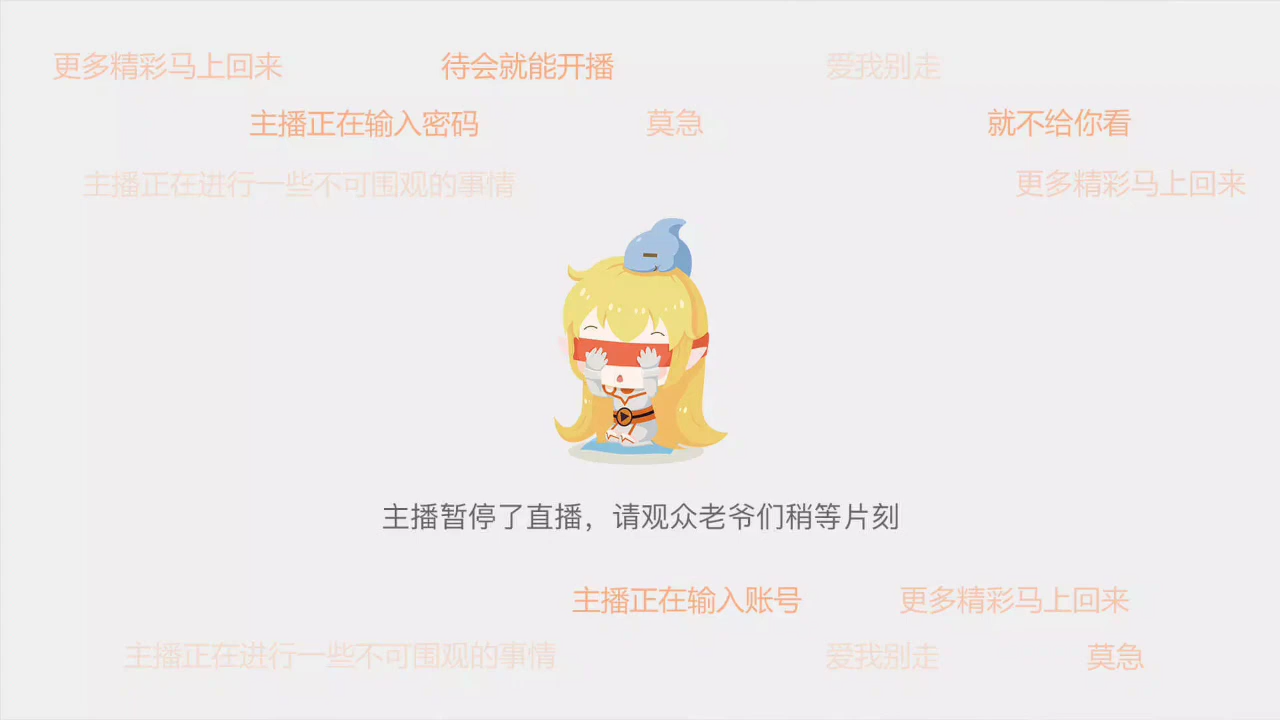 更多精彩马上回来 待会就能开播 爱我别走
主播正在输入密码 莫急 就不给你看
主播正在进行一些不可围观的事情 更多精彩马上回来
主播暂停了直播，请观众老爷们稍等片刻
主播正在输入账号 更多精彩马上回来
主播正在进行一些不可围观的事情 爱我别走 莫急